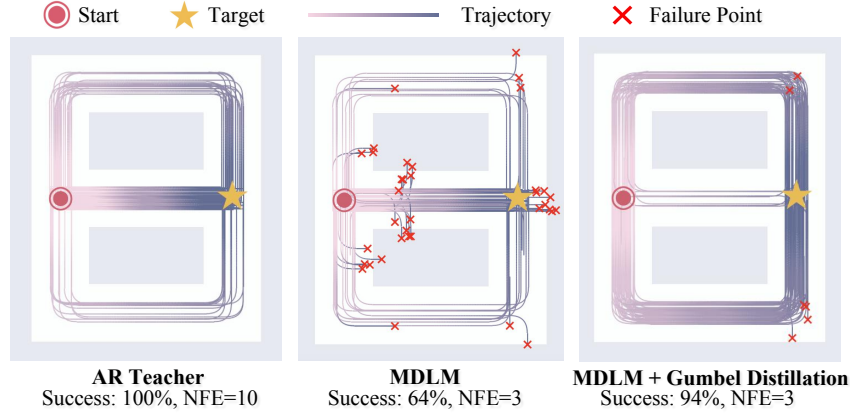 Start Target Trajectory Failure Point
AR Teacher MDLM MDLM + Gumbel Distillation
Success: 100%, NFE=10 Success: 64%, NFE=3 Success: 94%, NFE=3